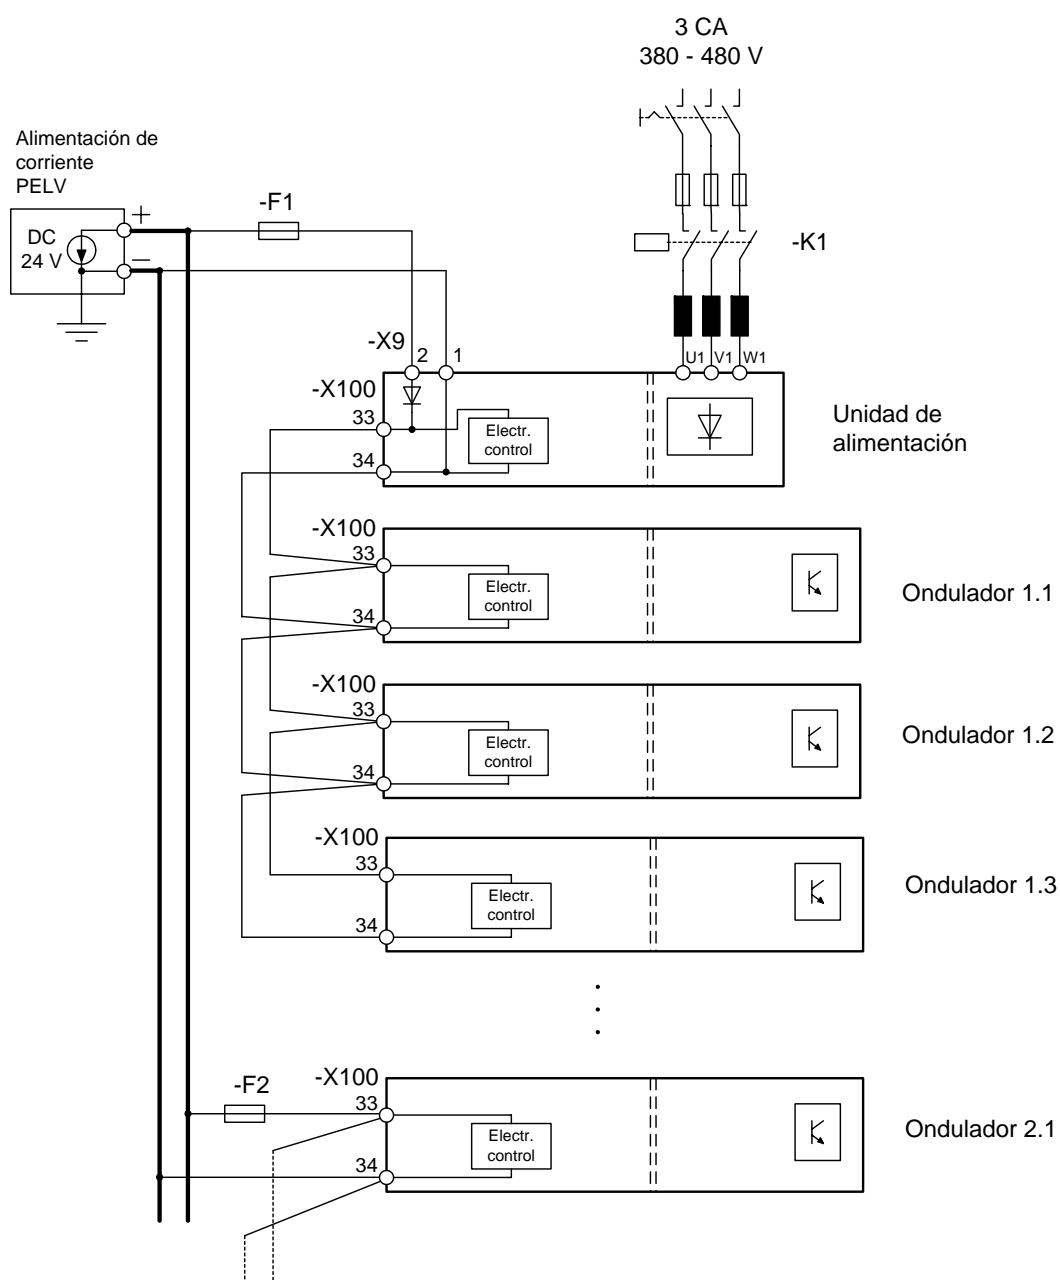 3 CA
380 - 480 V
Alimentación de
corriente
PELV
-F1
+
DC
24 V
−
-K1
-X9
2
1
U1
V1
W1
-X100
33
34
Electr.
control
Unidad de
alimentación
-X100
33
34
Electr.
control
Ondulador 1.1
-X100
33
34
Electr.
control
Ondulador 1.2
-X100
33
34
Electr.
control
Ondulador 1.3
-F2
-X100
33
34
Electr.
control
Ondulador 2.1